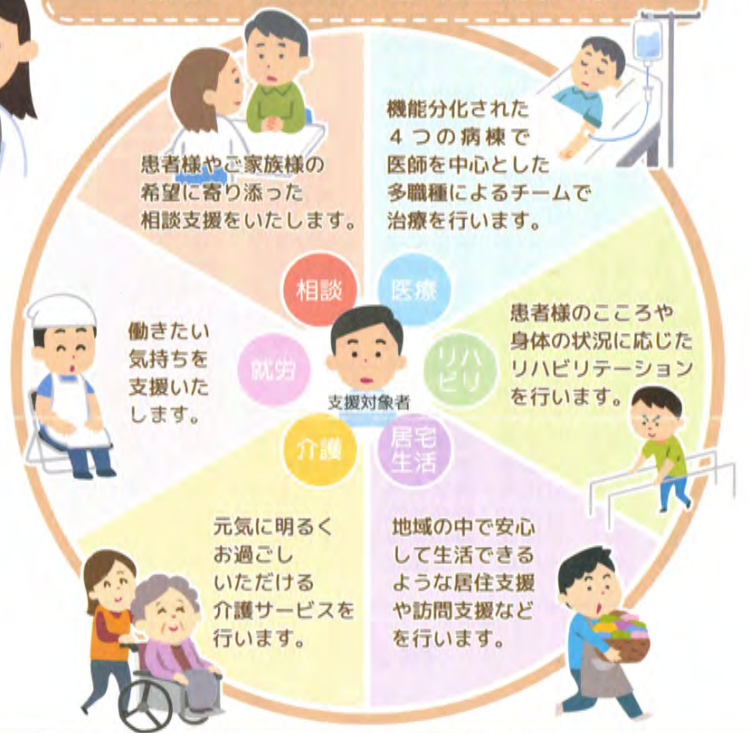 患者様やご家族様の
希望に寄り添った
相談支援をいたします。
機能分化された
4つの病棟で
医師を中心とした
多職種によるチームで
治療を行います。
相談
医療
働きたい
気持ちを
支援いた
します。
就労
支援対象者
リハ
ビリ
患者様のこころや
身体の状況に応じた
リハビリテーション
を行います。
介護
居宅
生活
元気に明るく
お過ごし
いただける
介護サービスを
行います。
地域の中で安心
して生活できる
ような居住支援
や訪問支援など
を行います。